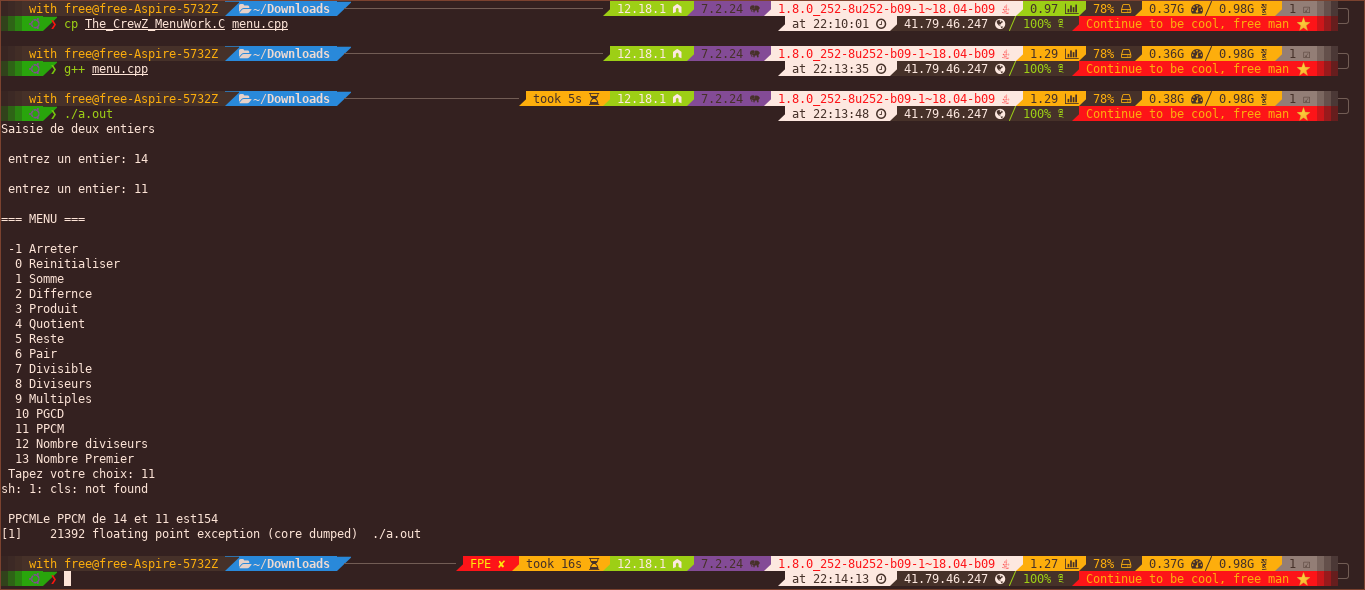 with free@free-Aspire-5732Z ~/Downloads 12.18.1 7.2.24 1.8.0_252-8u252-b09-1~18.04-b09 0.97 78% 0.37G / 0.98G 1
❯ cp The_CrewZ_MenuWork.C menu.cpp at 22:10:01 41.79.46.247 / 100% Continue to be cool, free man
with free@free-Aspire-5732Z ~/Downloads 12.18.1 7.2.24 1.8.0_252-8u252-b09-1~18.04-b09 1.29 78% 0.36G / 0.98G 1
❯ g++ menu.cpp at 22:13:35 41.79.46.247 / 100% Continue to be cool, free man
with free@free-Aspire-5732Z ~/Downloads took 5s 12.18.1 7.2.24 1.8.0_252-8u252-b09-1~18.04-b09 1.29 78% 0.38G / 0.98G 1
❯ ./a.out at 22:13:48 41.79.46.247 / 100% Continue to be cool, free man
Saisie de deux entiers
entrez un entier: 14
entrez un entier: 11
=== MENU ===
-1 Arreter
0 Reinitialiser
1 Somme
2 Differnce
3 Produit
4 Quotient
5 Reste
6 Pair
7 Divisible
8 Diviseurs
9 Multiples
10 PGCD
11 PPCM
12 Nombre diviseurs
13 Nombre Premier
Tapez votre choix: 11
sh: 1: cls: not found
PPCMLe PPCM de 14 et 11 est154
[1]    21392 floating point exception (core dumped)  ./a.out
with free@free-Aspire-5732Z ~/Downloads FPE ✘ took 16s 12.18.1 7.2.24 1.8.0_252-8u252-b09-1~18.04-b09 1.27 78% 0.37G / 0.98G 1
❯ at 22:14:13 41.79.46.247 / 100% Continue to be cool, free man